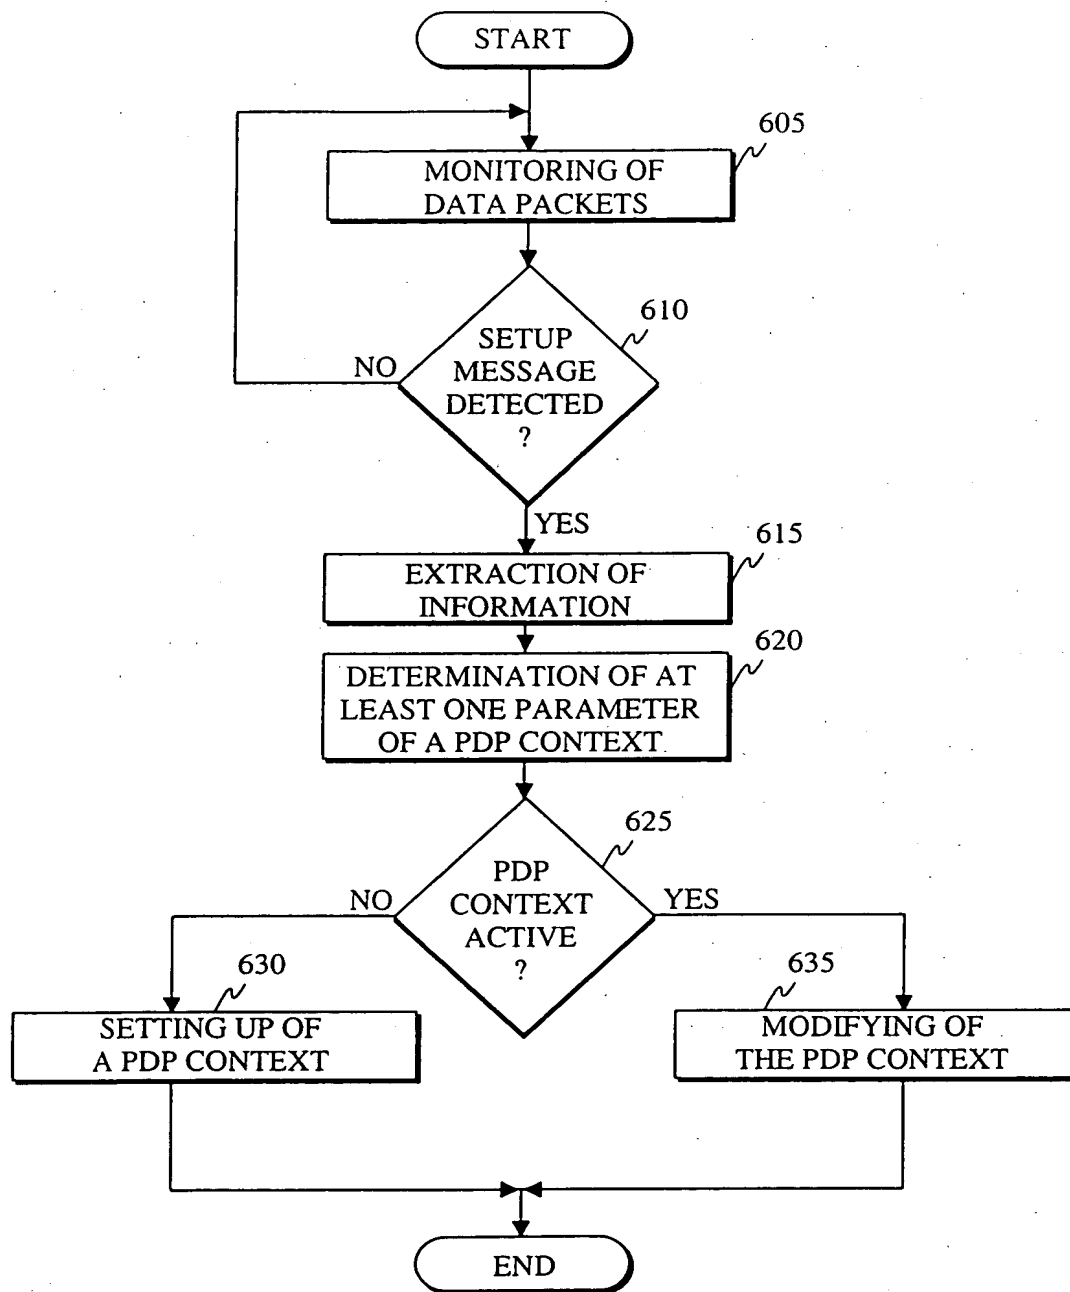 START
605
MONITORING OF
DATA PACKETS
610
SETUP
MESSAGE
DETECTED
?
NO
YES
615
EXTRACTION OF
INFORMATION
620
DETERMINATION OF AT
LEAST ONE PARAMETER
OF A PDP CONTEXT.
625
PDP
CONTEXT
ACTIVE
?
NO
YES
630
SETTING UP OF
A PDP CONTEXT
635
MODIFYING OF
THE PDP CONTEXT
END